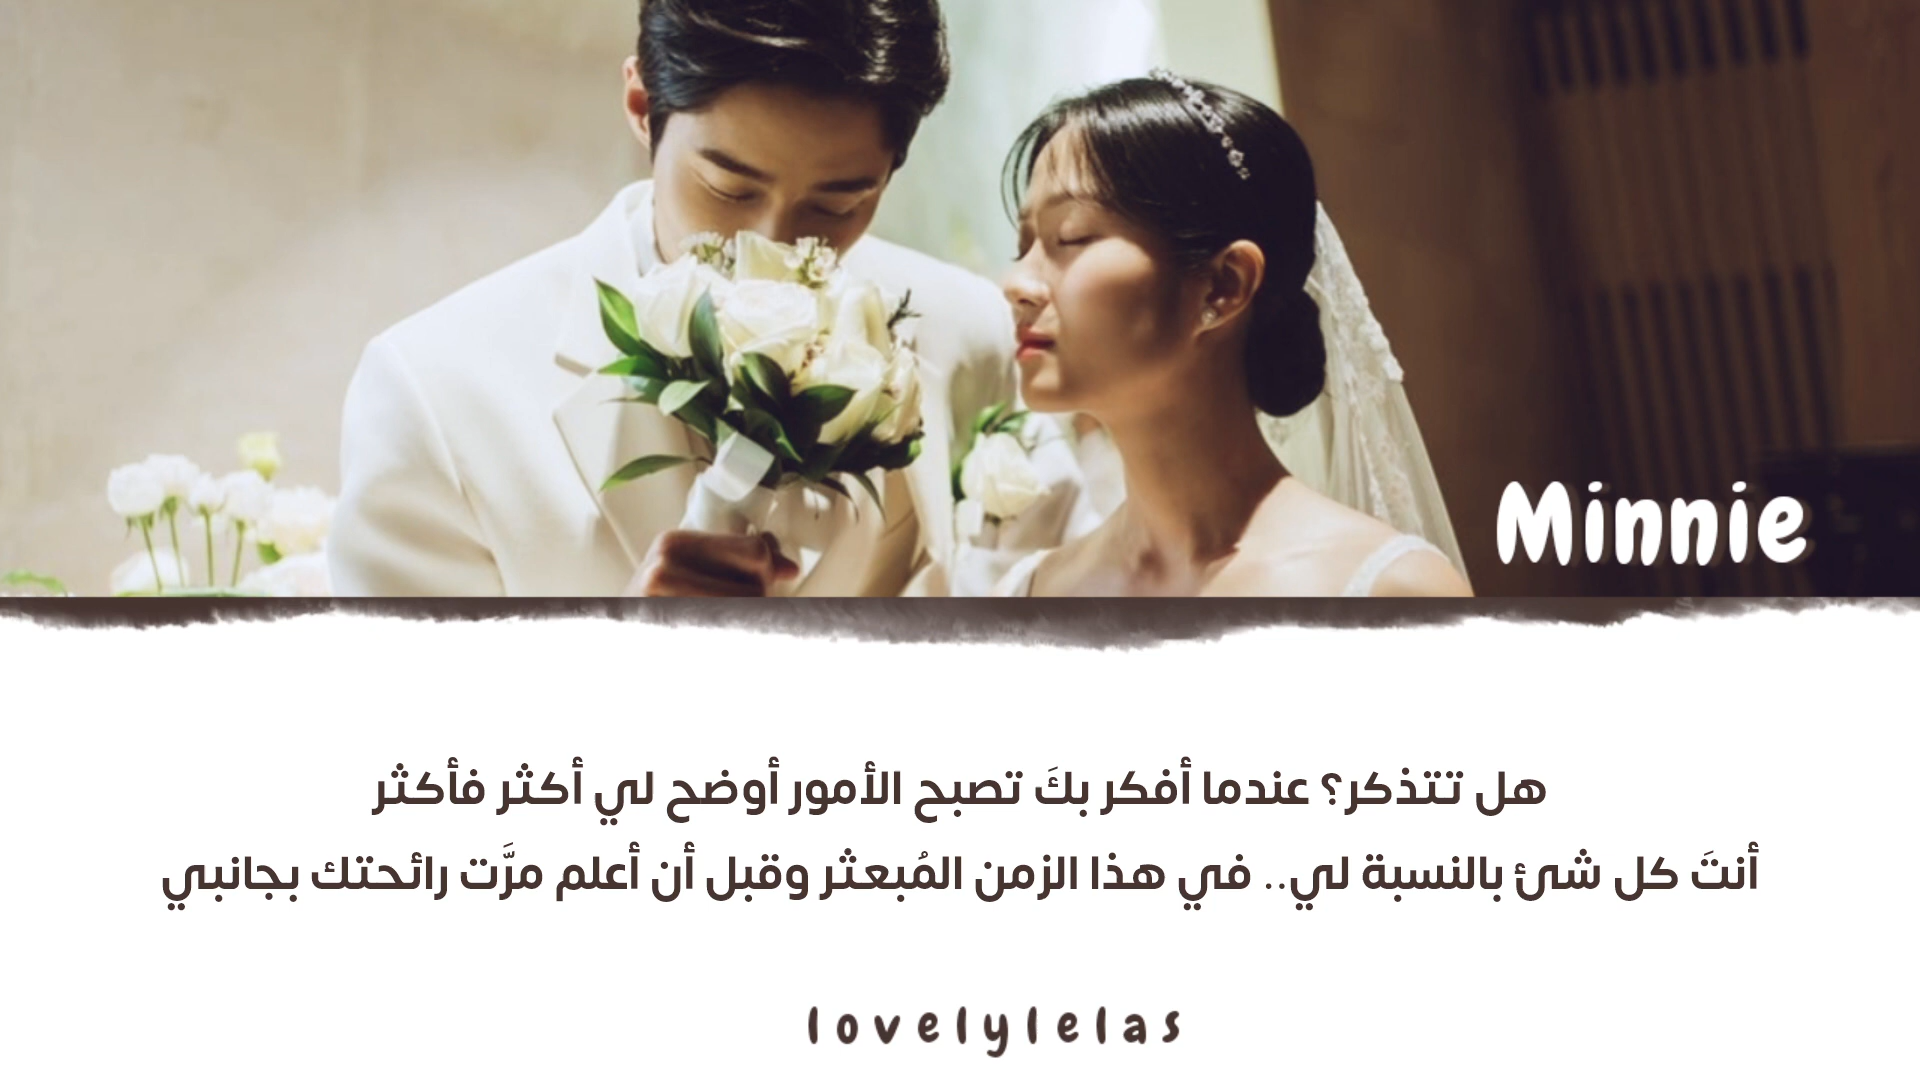 Minnie
هل تتذكر؟ عندما أفكر بكَ تصبح الأمور أوضح لي أكثر فأكثر
أنتَ كل شئ بالنسبة لي.. في هذا الزمن المُبعثر وقبل أن أعلم مرَّت رائحتك بجانبي
lovelylelas